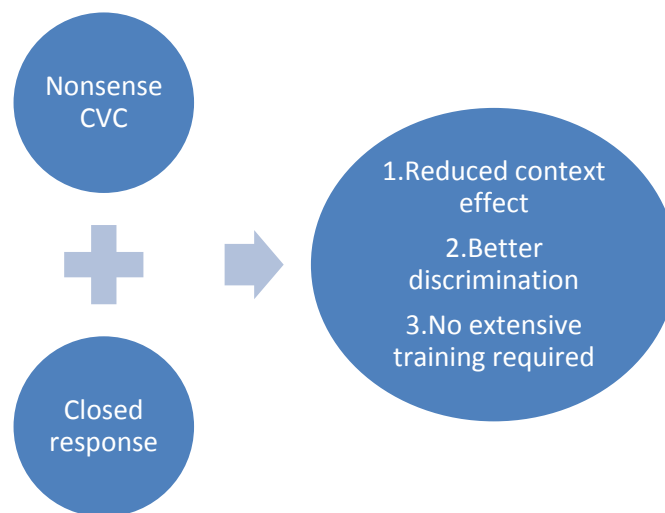 Nonsense
CVC
Closed
response
1.Reduced context
effect
2.Better
discrimination
3.No extensive
training required